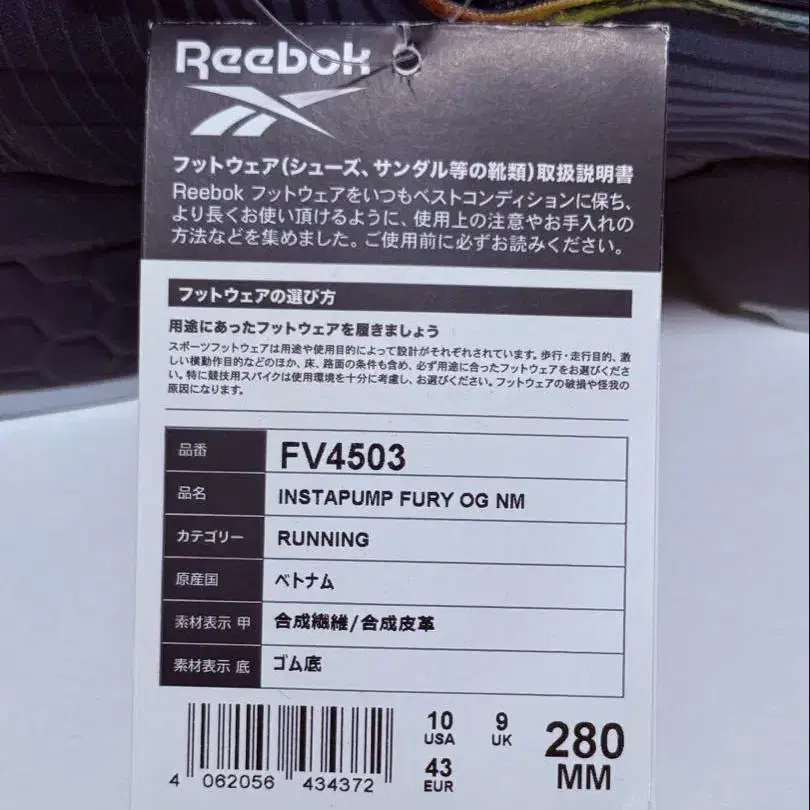 Reebok
フットウェア(シューズ、サンダル等の靴類)取扱説明書
Reebok フットウェアをいつもベストコンディションに保ち、
より長くお使い頂けるように、使用上の注意やお手入れの
方法などを集めました。ご使用前に必ずお読みください。
フットウェアの選び方
用途にあったフットウェアを履きましょう
スポーツフットウェアは用途や使用目的によって設計がそれぞれされています。歩行・走行目的、激
しい横動作目的などのほか、床、路面の条件も含め、必ず用途に合ったフットウェアをお選びくださ
い。特に競技用スパイクは使用環境を十分に考慮し、お選びください。フットウェアの破損や怪我の
原因になります。
品番 FV4503
品名 INSTAPUMP FURY OG NM
カテゴリー RUNNING
原産国 ベトナム
素材表示 甲 合成繊維/合成皮革
素材表示 底 ゴム底
10 USA 9 UK 280 MM
43 EUR
4 062056 434372